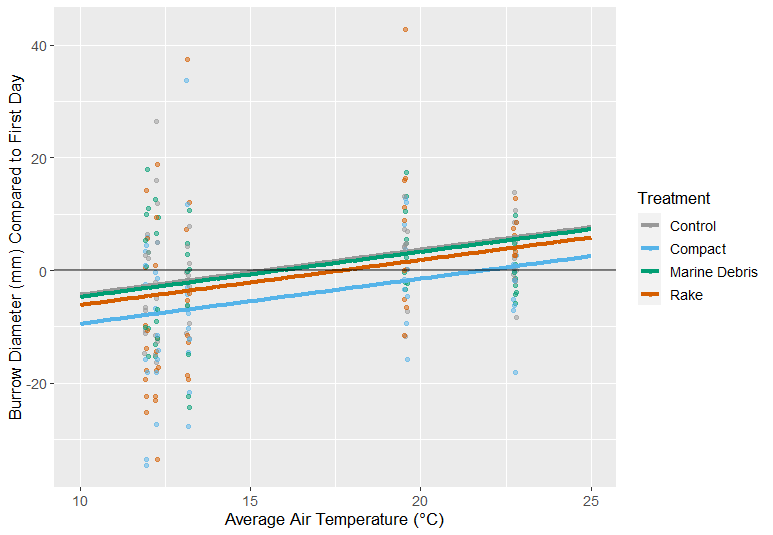 Burrow Diameter (mm) Compared to First Day
40
20
0
-20
10
15
20
25
Average Air Temperature (°C)
Treatment
Control
Compact
Marine Debris
Rake